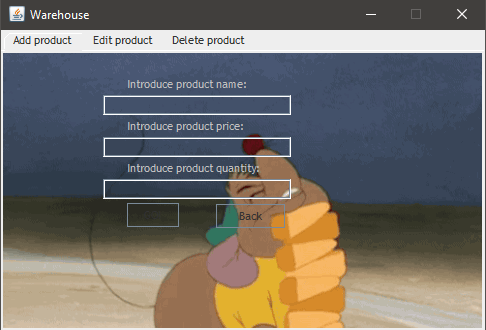 Warehouse
Add product Edit product Delete product
Introduce product name:
Introduce product price:
Introduce product quantity:
Back